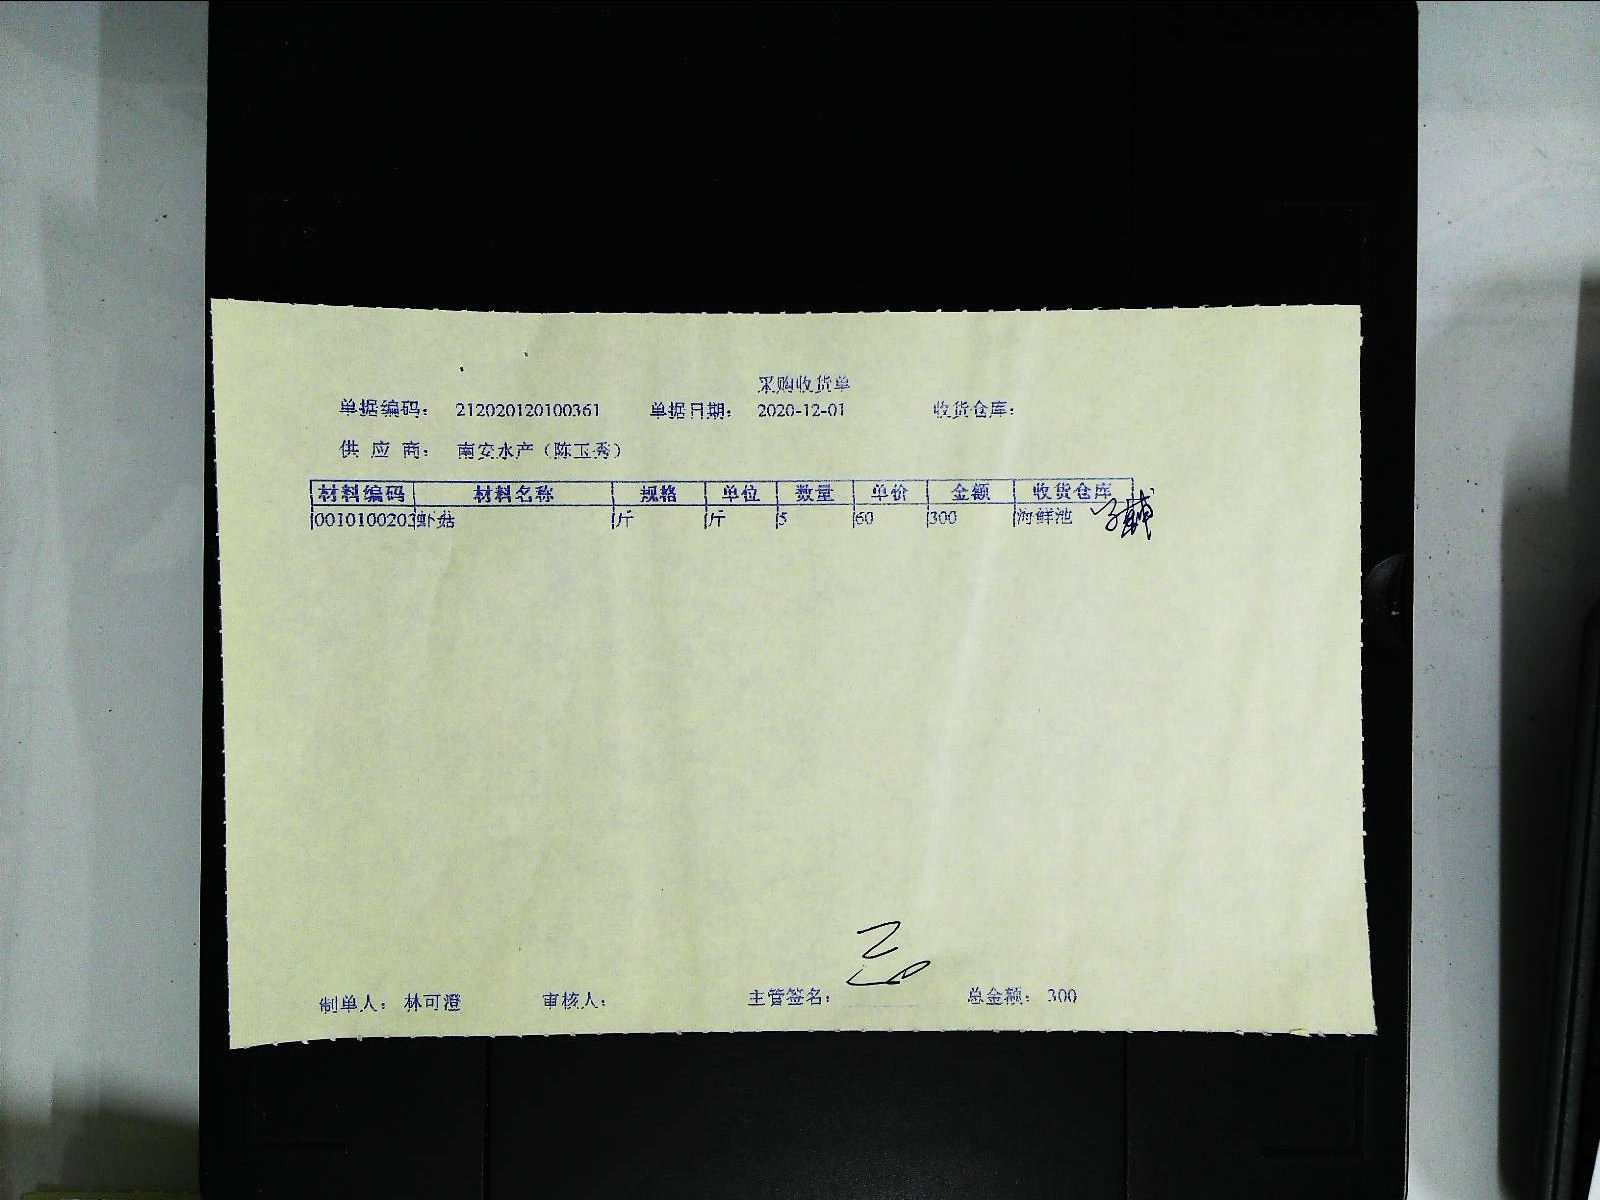 采购收货单
单据编码： 212020120100361 单据日期： 2020-12-01 收货仓库：
供 应 商： 南安水产（陈玉秀）
材料编码 材料名称 规格 单位 数量 单价 金额 收货仓库
0010100203 虾菇 斤 斤 5 60 300 海鲜池
制单人： 林可澄 审核人： 主管签名： 总金额： 300